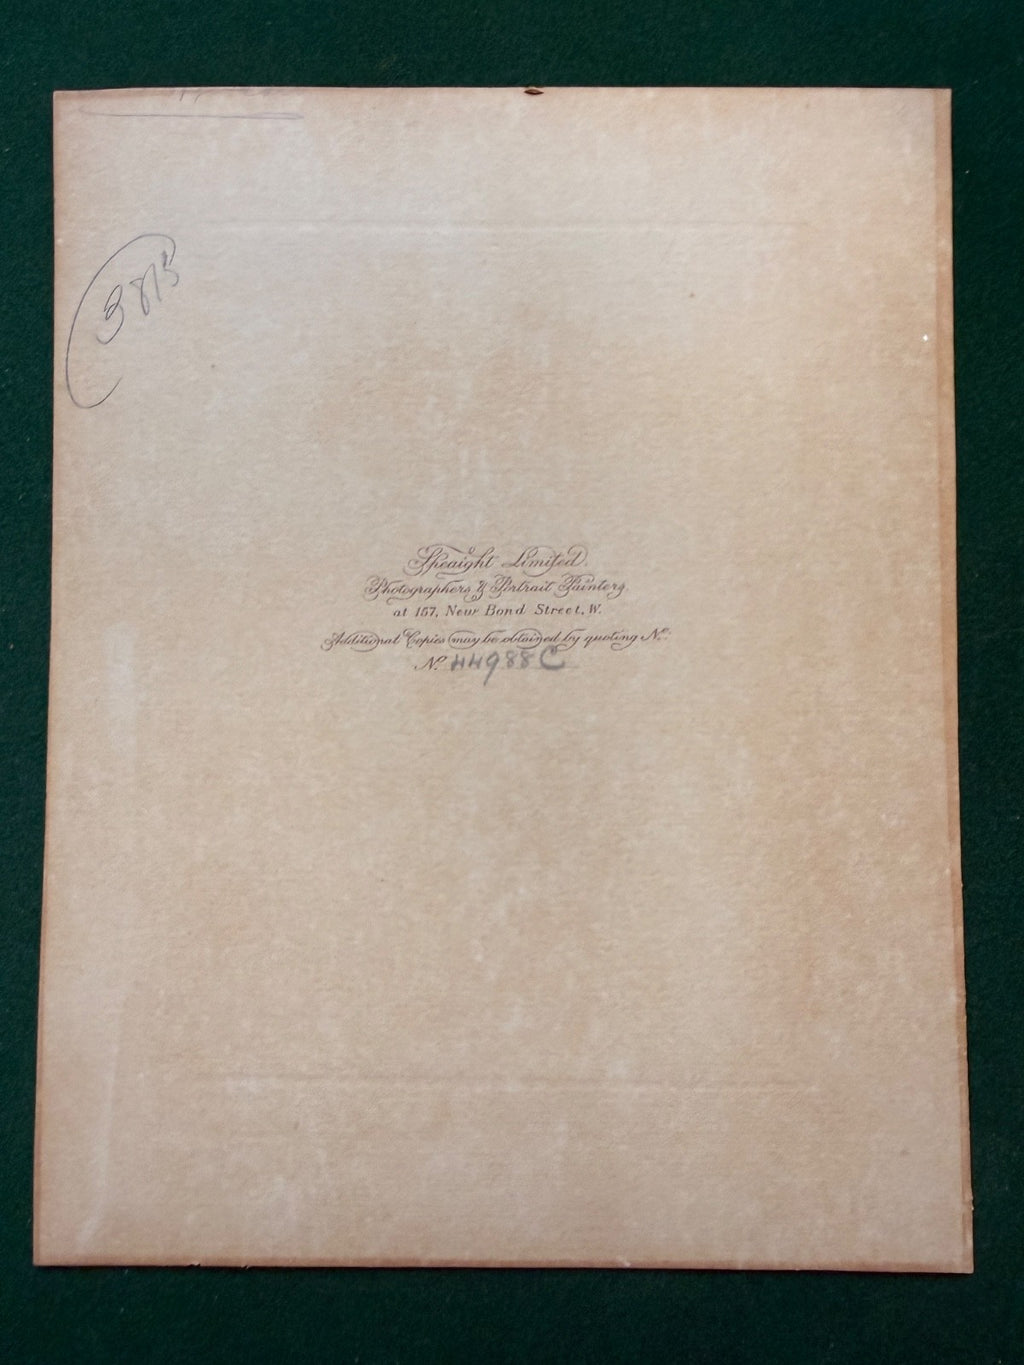 3875
Speaight Limited.
Photographers & Portrait Painters
at 157, New Bond Street, W.
Additional Copies may be obtained by quoting No:
No. 44988C